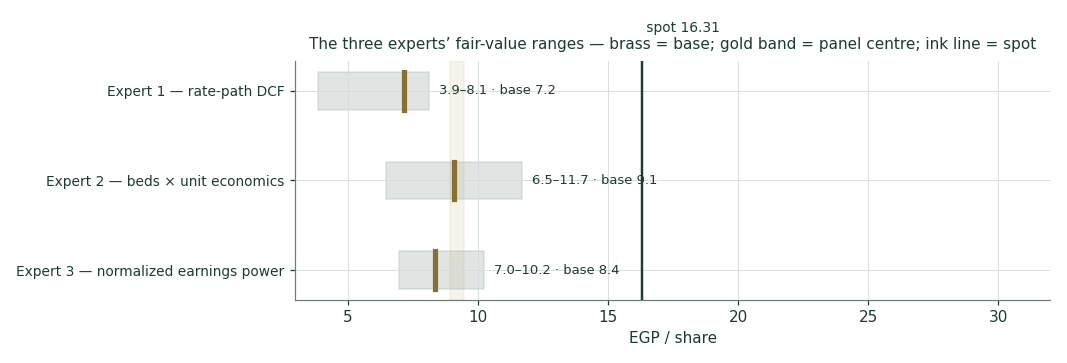 spot 16.31
The three experts’ fair-value ranges — brass = base; gold band = panel centre; ink line = spot
Expert 1 — rate-path DCF
3.9–8.1 · base 7.2
Expert 2 — beds × unit economics
6.5–11.7 · base 9.1
Expert 3 — normalized earnings power
7.0–10.2 · base 8.4
5 10 15 20 25 30
EGP / share